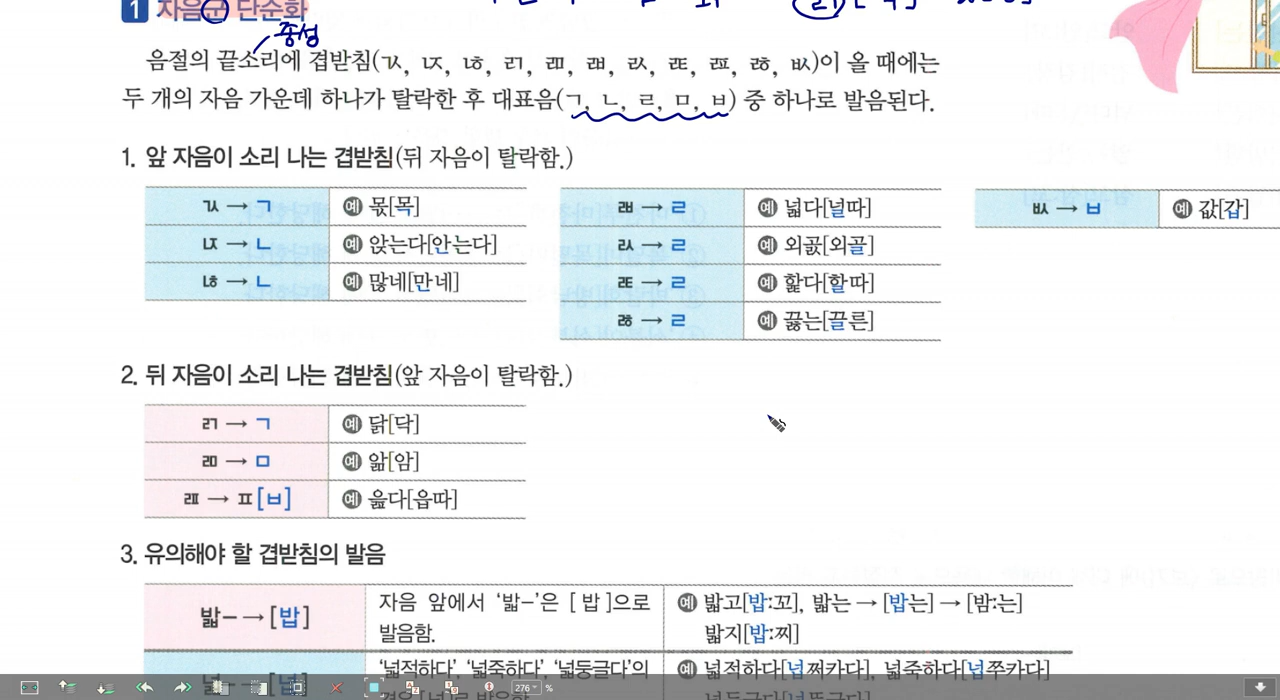 1 자음군 단순화
중성
음절의 끝소리에 겹받침(ㄳ, ㄵ, ㄶ, ㄺ, ㄻ, ㄼ, ㄽ, ㄾ, ㄿ, ㅀ, ㅄ)이 올 때에는
두 개의 자음 가운데 하나가 탈락한 후 대표음(ㄱ, ㄴ, ㄹ, ㅁ, ㅂ) 중 하나로 발음된다.
1. 앞 자음이 소리 나는 겹받침(뒤 자음이 탈락함.)
ㄳ → ㄱ 예 몫[목]
ㄵ → ㄴ 예 앉는다[안는다]
ㄶ → ㄴ 예 많네[만네]
ㄼ → ㄹ 예 넓다[널따]
ㄽ → ㄹ 예 외곬[외골]
ㄾ → ㄹ 예 핥다[할따]
ㅀ → ㄹ 예 끓는[끌른]
ㅄ → ㅂ 예 값[갑]
2. 뒤 자음이 소리 나는 겹받침(앞 자음이 탈락함.)
ㄺ → ㄱ 예 닭[닥]
ㄻ → ㅁ 예 앎[암]
ㄿ → ㅍ[ㅂ] 예 읊다[읍따]
3. 유의해야 할 겹받침의 발음
밟- → [밥]
자음 앞에서 '밟-'은 [밥]으로
발음함.
예 밟고[밥:꼬], 밟는 → [밥는] → [밤:는]
밟지[밥:찌]
'넓적하다', '넓죽하다', '넓둥글다'의
예 넓적하다[넙쩌카다], 넓죽하다[넙쭈카다]
276 %